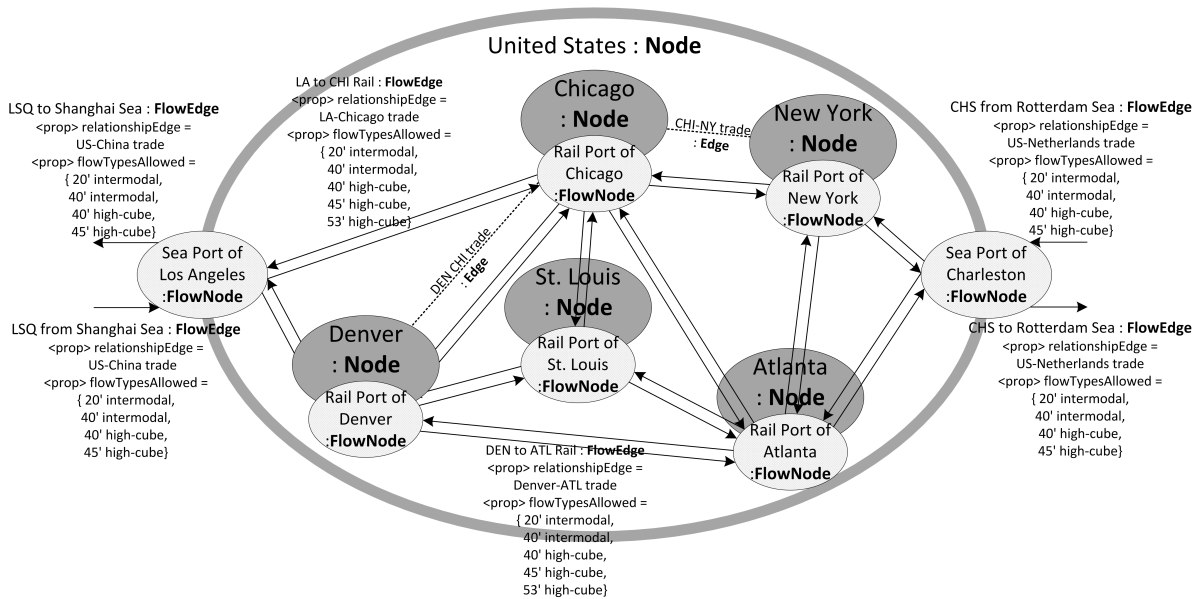 United States : Node
LSQ to Shanghai Sea : FlowEdge
<prop> relationshipEdge =
US-China trade
<prop> flowTypesAllowed =
{ 20' intermodal,
40' intermodal,
40' high-cube,
45' high-cube}
LA to CHI Rail : FlowEdge
<prop> relationshipEdge =
LA-Chicago trade
<prop> flowTypesAllowed =
{ 20' intermodal,
40' intermodal,
40' high-cube,
45' high-cube,
53' high-cube}
Chicago
: Node
Rail Port of
Chicago
:FlowNode
CHI-NY trade
: Edge
New York
: Node
Rail Port of
New York
:FlowNode
CHS from Rotterdam Sea : FlowEdge
<prop> relationshipEdge =
US-Netherlands trade
<prop> flowTypesAllowed =
{ 20' intermodal,
40' intermodal,
40' high-cube,
45' high-cube}
Sea Port of
Los Angeles
:FlowNode
DEN CHI trade
: Edge
St. Louis
: Node
Rail Port of
St. Louis
:FlowNode
Sea Port of
Charleston
:FlowNode
LSQ from Shanghai Sea : FlowEdge
<prop> relationshipEdge =
US-China trade
<prop> flowTypesAllowed =
{ 20' intermodal,
40' intermodal,
40' high-cube,
45' high-cube}
Denver
: Node
Rail Port of
Denver
:FlowNode
Atlanta
: Node
Rail Port of
Atlanta
:FlowNode
CHS to Rotterdam Sea : FlowEdge
<prop> relationshipEdge =
US-Netherlands trade
<prop> flowTypesAllowed =
{ 20' intermodal,
40' intermodal,
40' high-cube,
45' high-cube}
DEN to ATL Rail : FlowEdge
<prop> relationshipEdge =
Denver-ATL trade
<prop> flowTypesAllowed =
{ 20' intermodal,
40' intermodal,
40' high-cube,
45' high-cube,
53' high-cube}